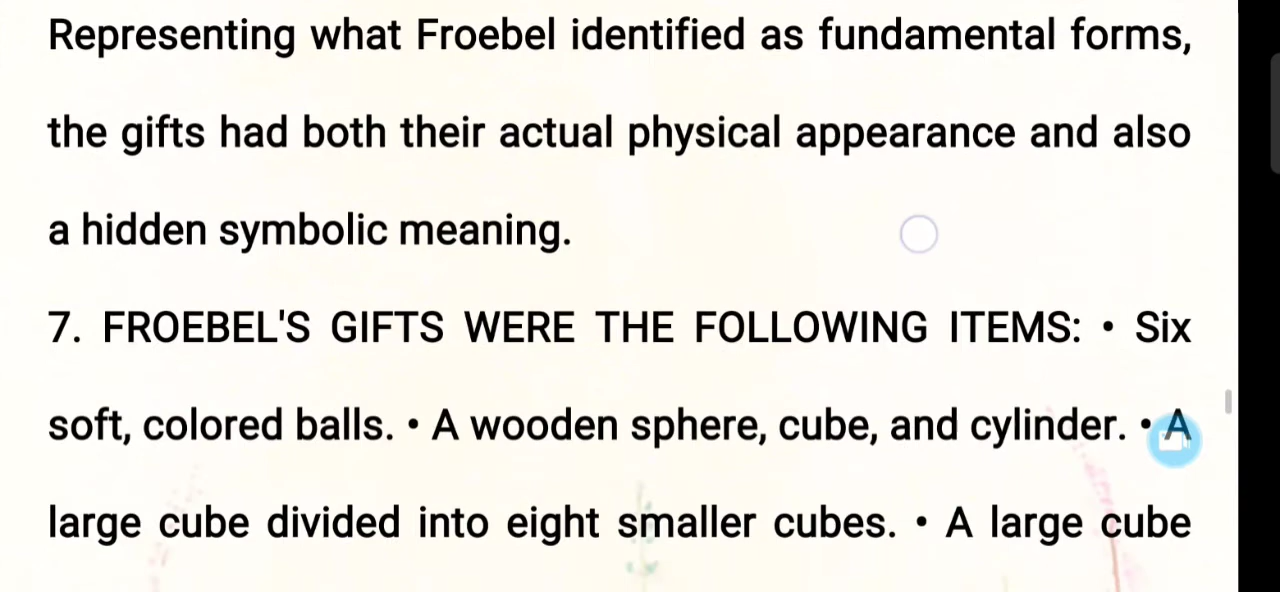 Representing what Froebel identified as fundamental forms,
the gifts had both their actual physical appearance and also
a hidden symbolic meaning.
7. FROEBEL'S GIFTS WERE THE FOLLOWING ITEMS: • Six
soft, colored balls. • A wooden sphere, cube, and cylinder. • A
large cube divided into eight smaller cubes. • A large cube